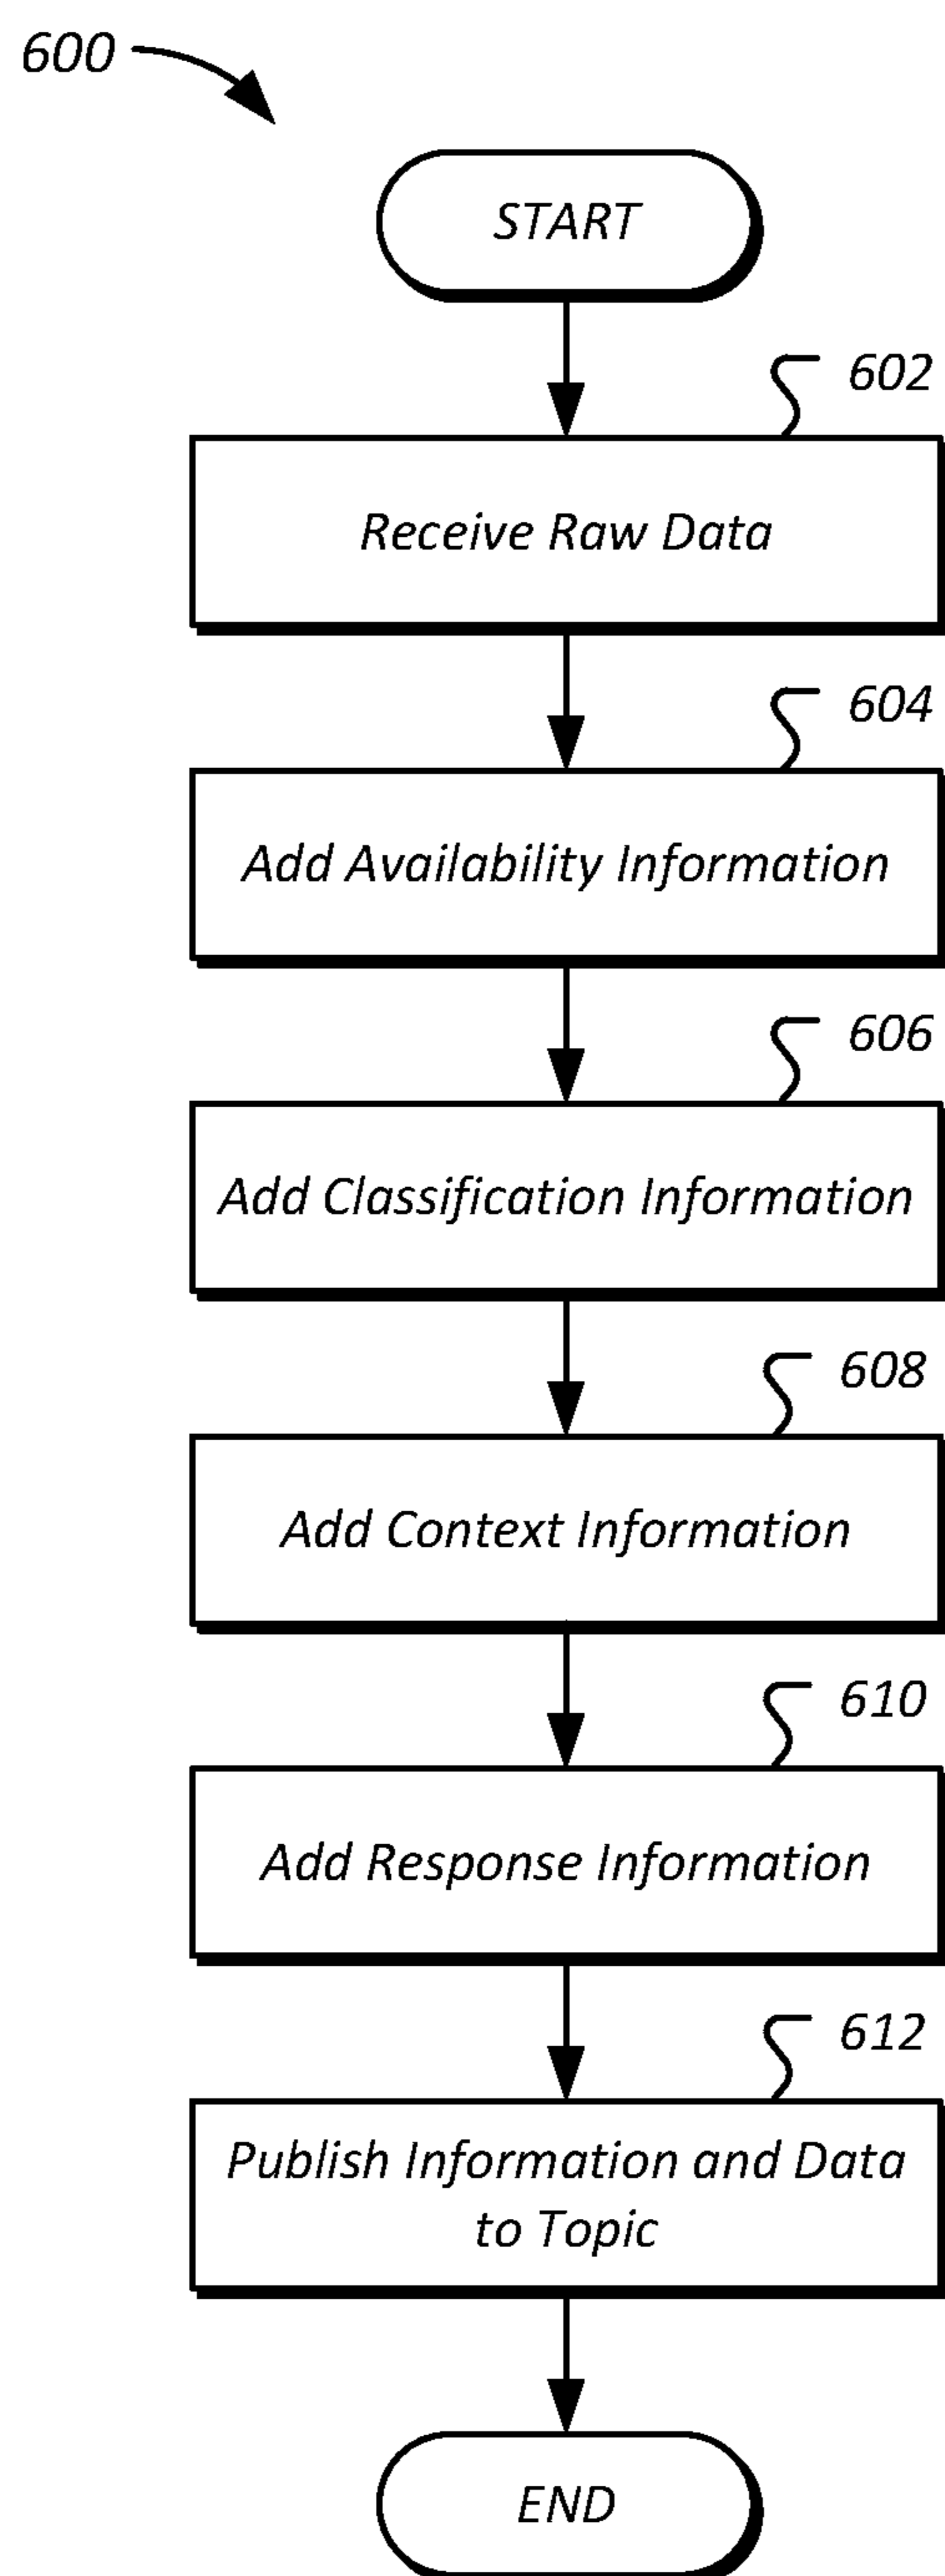 600
START
602
Receive Raw Data
604
Add Availability Information
606
Add Classification Information
608
Add Context Information
610
Add Response Information
612
Publish Information and Data
to Topic
END